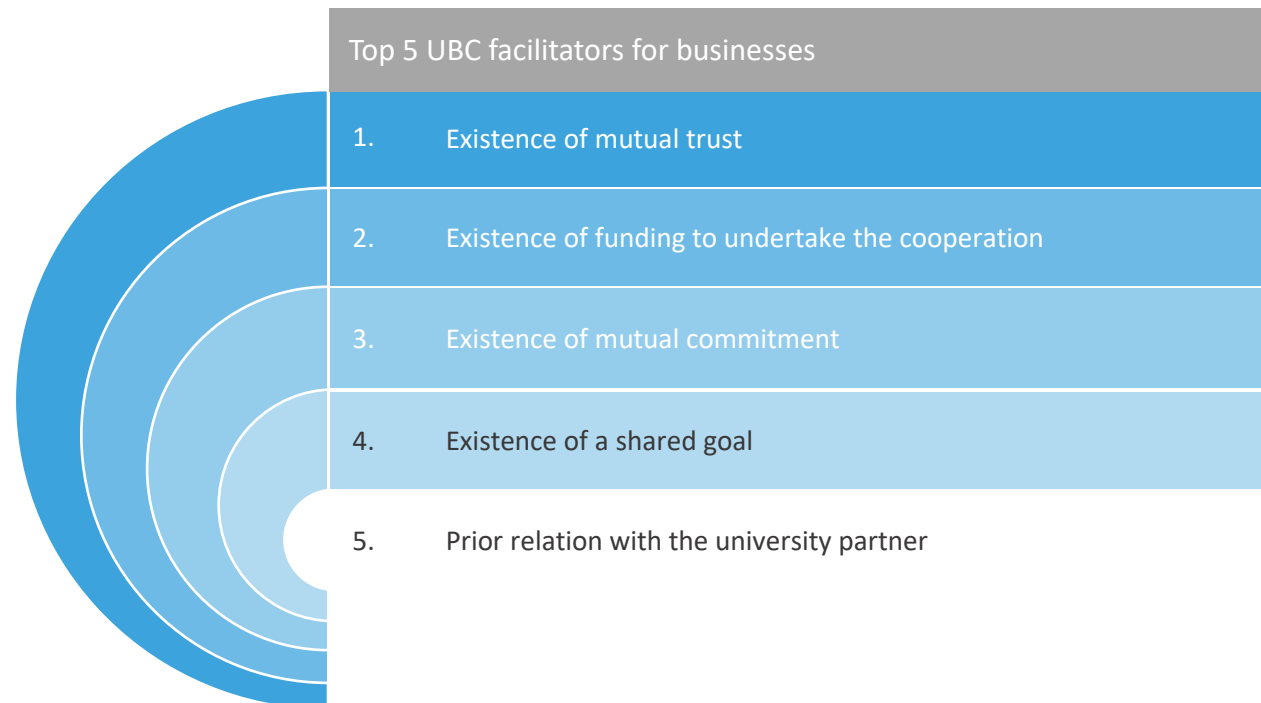 Top 5 UBC facilitators for businesses
1. Existence of mutual trust
2. Existence of funding to undertake the cooperation
3. Existence of mutual commitment
4. Existence of a shared goal
5. Prior relation with the university partner